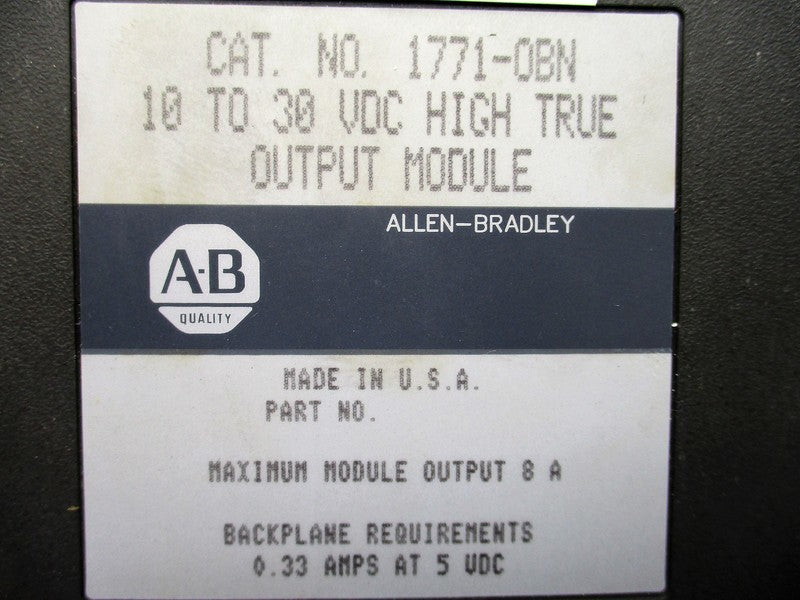 CAT. NO. 1771-OBN
10 TO 30 VDC HIGH TRUE
OUTPUT MODULE
ALLEN-BRADLEY
A·B
QUALITY
MADE IN U.S.A.
PART NO.
MAXIMUM MODULE OUTPUT 8 A
BACKPLANE REQUIREMENTS
0.33 AMPS AT 5 VDC